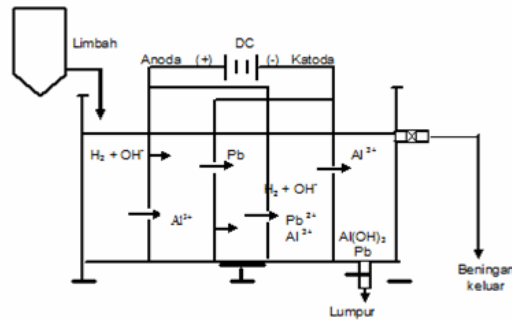 Limbah
Anoda (+) DC (-) Katoda
H₂ + OH⁻
Pb
Al³⁺
H₂ + OH⁻
Al³⁺
Pb²⁺
Al³⁺
Al(OH)₃
Pb
Beningan
keluar
Lumpur